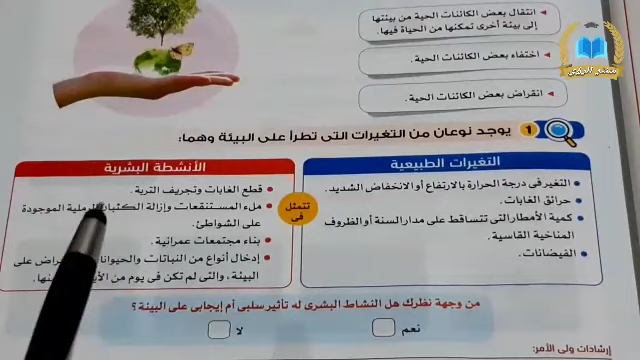 انتقال بعض الكائنات الحية من بيئتها
إلى بيئة أخرى تمكنها من الحياة فيها.
اختفاء بعض الكائنات الحية.
انقراض بعض الكائنات الحية.
1 يوجد نوعان من التغيرات التى تطرأ على البيئة وهما:
التغيرات الطبيعية
التغير فى درجة الحرارة بالارتفاع أو الانخفاض الشديد.
حرائق الغابات.
كمية الأمطار التى تتساقط على مدار السنة أو الظروف
المناخية القاسية.
الفيضانات.
تتمثل
فى
الأنشطة البشرية
قطع الغابات وتجريف التربة.
ملء المستنقعات وإزالة الكثبان الرملية الموجودة
على الشواطئ.
بناء مجتمعات عمرانية.
إدخال أنواع من النباتات والحيوانات على
البيئة، والتى لم تكن فى يوم من
من وجهة نظرك هل النشاط البشرى له تأثير سلبى أم إيجابى على البيئة؟
نعم
لا
إرشادات ولى الأمر: